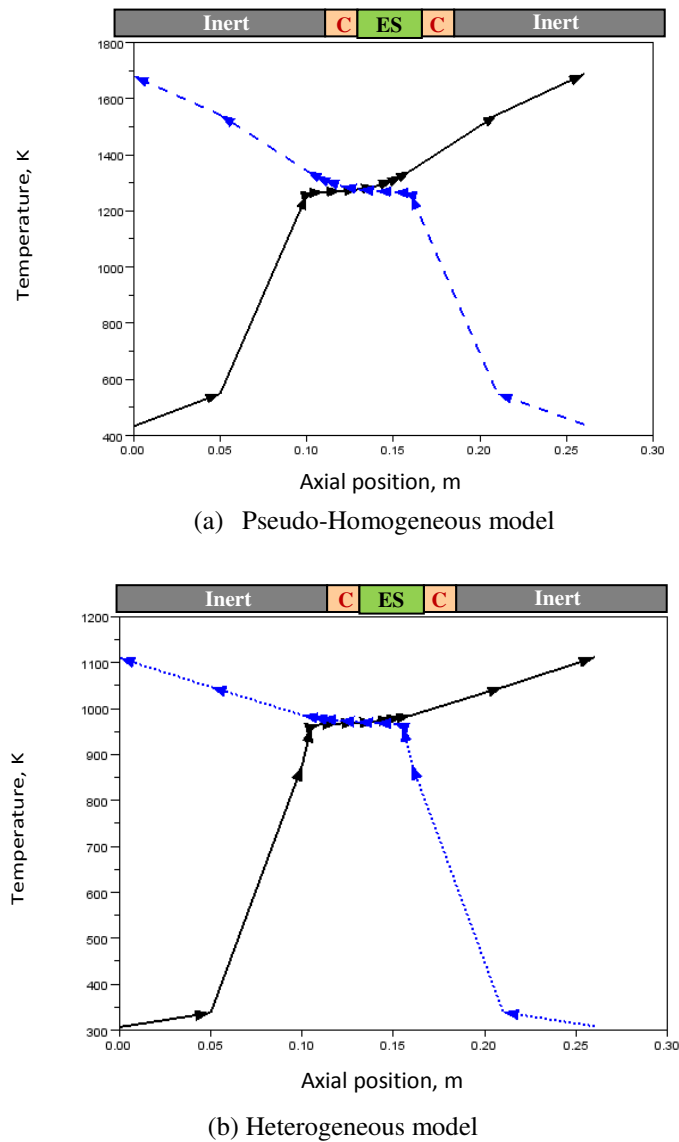 Inert C ES C Inert
1800
1600
1400
1200
1000
800
600
400
Temperature, K
0.00 0.05 0.10 0.15 0.20 0.25 0.30
Axial position, m
(a) Pseudo-Homogeneous model
Inert C ES C Inert
1200
1100
1000
900
800
700
600
500
400
300
Temperature, K
0.00 0.05 0.10 0.15 0.20 0.25 0.30
Axial position, m
(b) Heterogeneous model